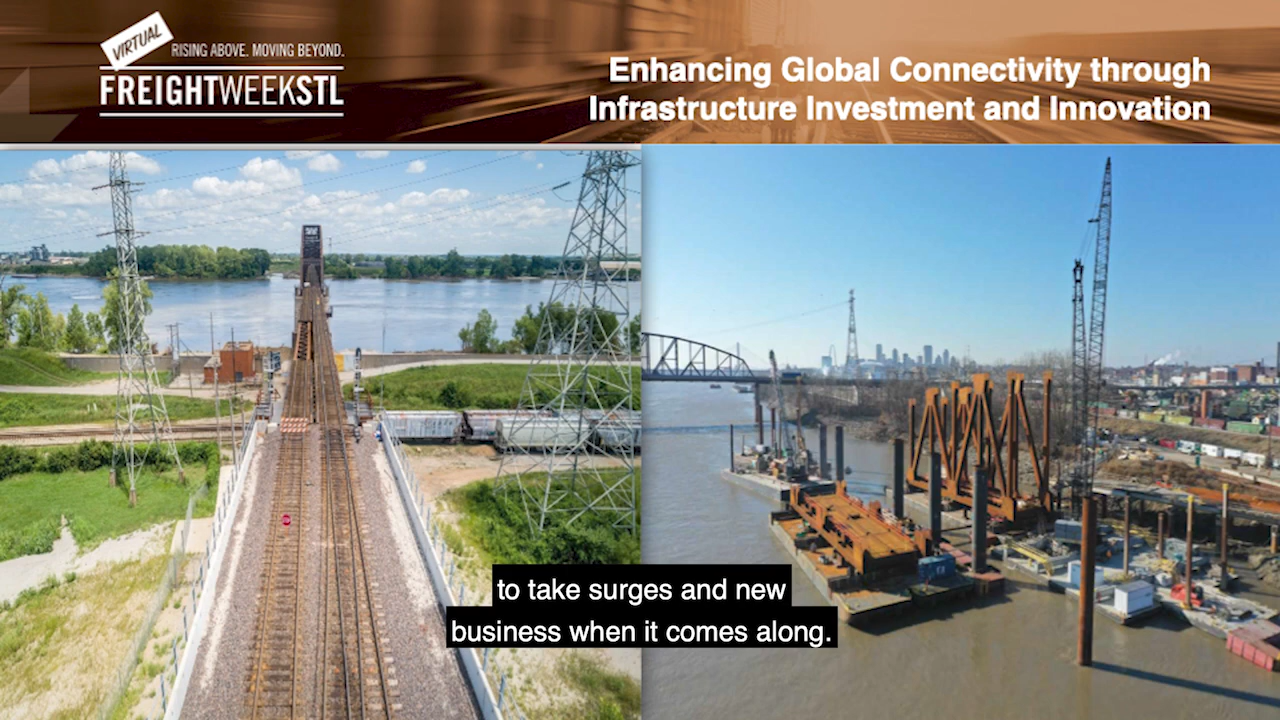 VIRTUAL
RISING ABOVE. MOVING BEYOND.
FREIGHTWEEKSTL
Enhancing Global Connectivity through
Infrastructure Investment and Innovation
to take surges and new
business when it comes along.